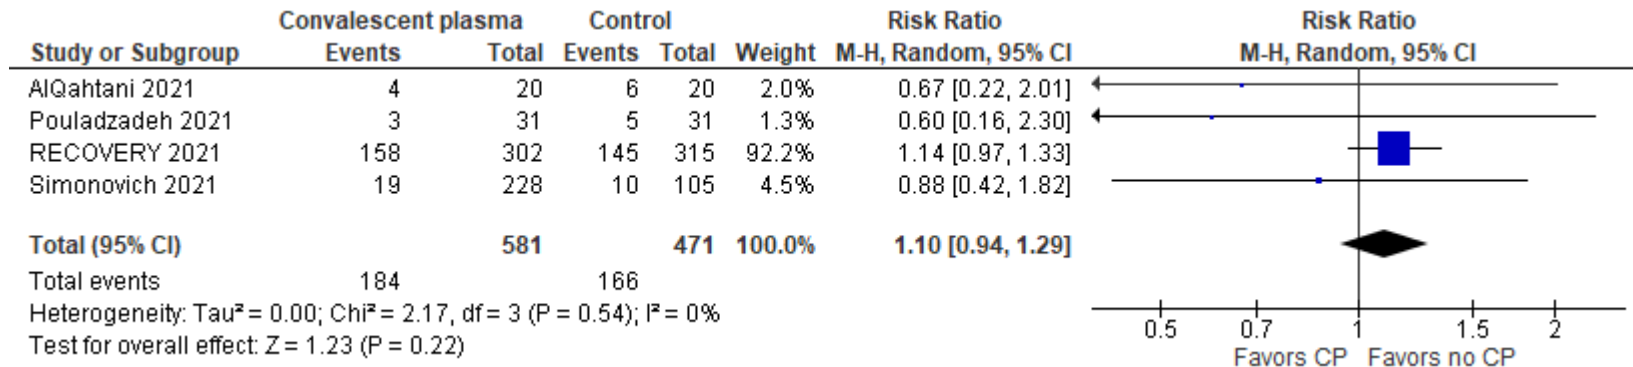 Convalescent plasma Control Risk Ratio Risk Ratio
Study or Subgroup Events Total Events Total Weight M-H, Random, 95% CI M-H, Random, 95% CI
AlQahtani 2021 4 20 6 20 2.0% 0.67 [0.22, 2.01]
Pouladzadeh 2021 3 31 5 31 1.3% 0.60 [0.16, 2.30]
RECOVERY 2021 158 302 145 315 92.2% 1.14 [0.97, 1.33]
Simonovich 2021 19 228 10 105 4.5% 0.88 [0.42, 1.82]
Total (95% CI) 581 471 100.0% 1.10 [0.94, 1.29]
Total events 184 166
Heterogeneity: Tau² = 0.00; Chi² = 2.17, df = 3 (P = 0.54); I² = 0%
Test for overall effect: Z = 1.23 (P = 0.22)
0.5 0.7 1 1.5 2
Favors CP Favors no CP